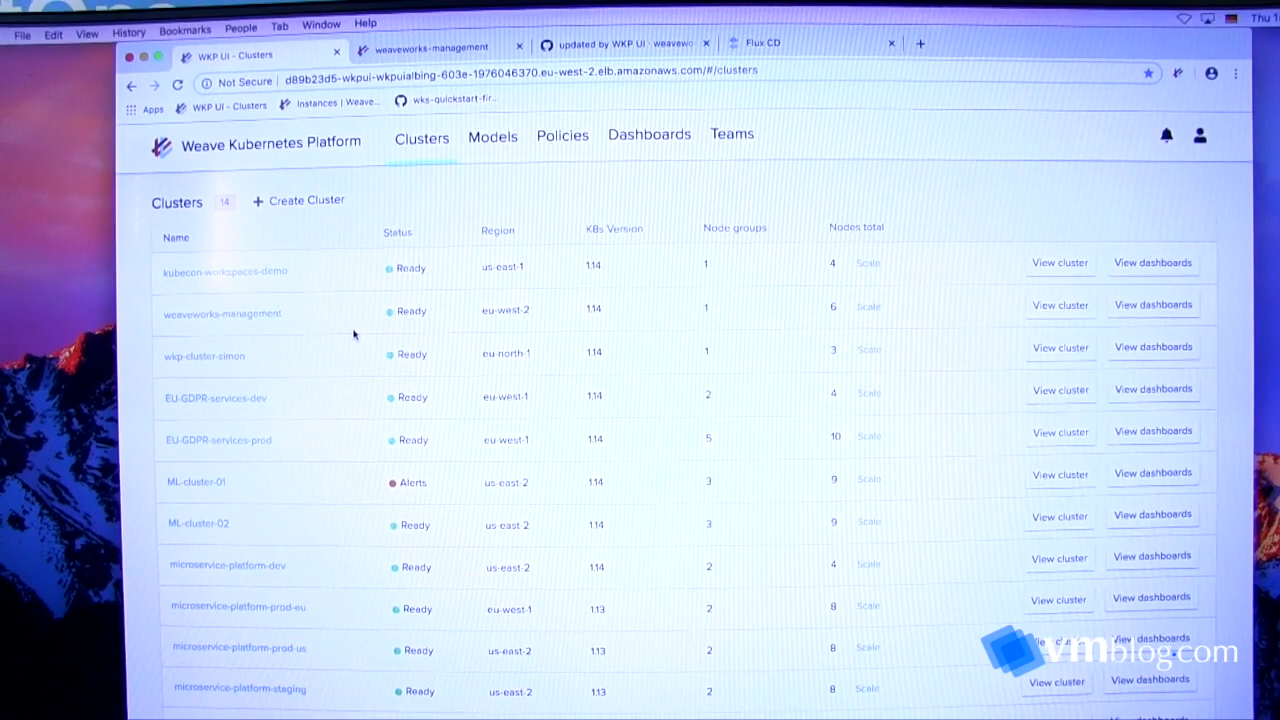 File Edit View History Bookmarks People Tab Window Help Thu 1
WKP UI - Clusters × weaveworks-management × updated by WKP UI · weavewo × Flux CD × +
Not Secure | d89b23d5-wkpui-wkpuialbing-603e-1976046370.eu-west-2.elb.amazonaws.com/#/clusters
Apps WKP UI - Clusters Instances | Weave... wks-quickstart-fir...
Weave Kubernetes Platform Clusters Models Policies Dashboards Teams
Clusters 14 + Create Cluster
Name Status Region K8s Version Node groups Nodes total
kubecon-workspaces-demo Ready us-east-1 1.14 1 4 Scale View cluster View dashboards
weaveworks-management Ready eu-west-2 1.14 1 6 Scale View cluster View dashboards
wkp-cluster-simon Ready eu-north-1 1.14 1 3 Scale View cluster View dashboards
EU-GDPR-services-dev Ready eu-west-1 1.14 2 4 Scale View cluster View dashboards
EU-GDPR-services-prod Ready eu-west-1 1.14 5 10 Scale View cluster View dashboards
ML-cluster-01 Alerts us-east-2 1.14 3 9 Scale View cluster View dashboards
ML-cluster-02 Ready us-east-2 1.14 3 9 Scale View cluster View dashboards
microservice-platform-dev Ready us-east-2 1.14 2 4 Scale View cluster View dashboards
microservice-platform-prod-eu Ready eu-west-1 1.13 2 8 Scale View cluster View dashboards
microservice-platform-prod-us Ready us-east-2 1.13 2 8 Scale View dashboards
microservice-platform-staging Ready us-east-2 1.13 2 8 Scale View cluster View dashboards
vmblog.com